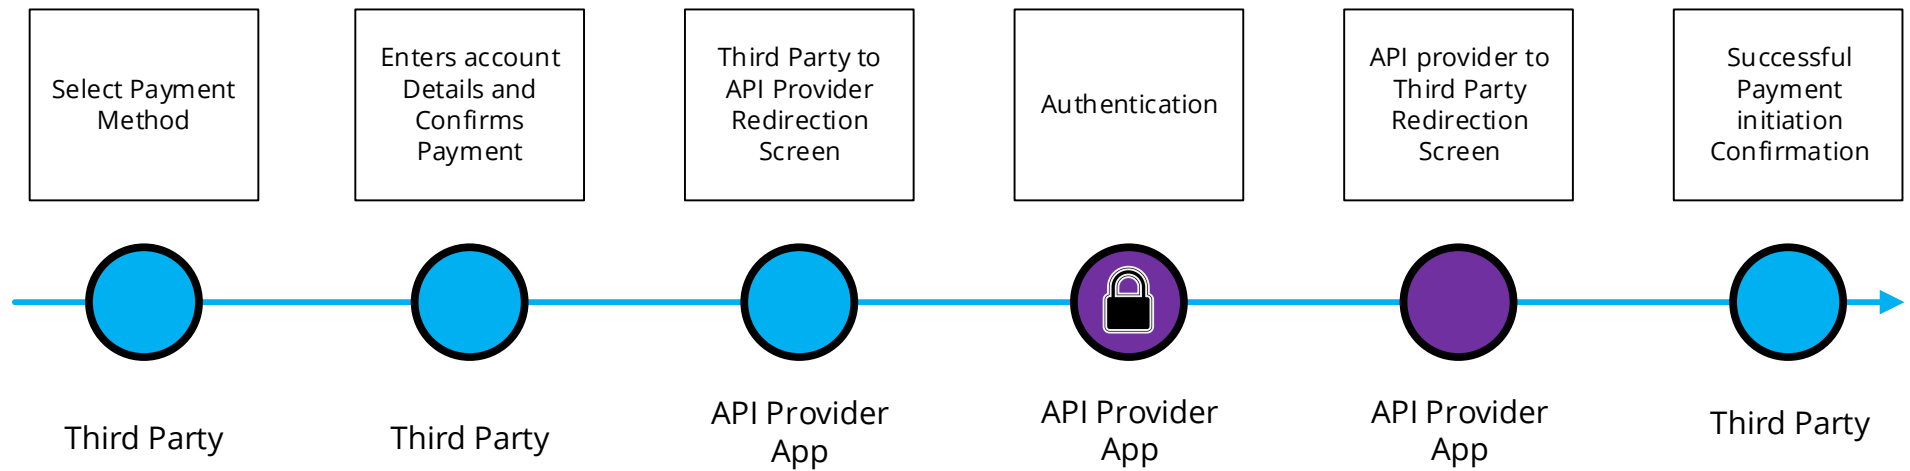 Select Payment
Method
Enters account
Details and
Confirms
Payment
Third Party to
API Provider
Redirection
Screen
Authentication
API provider to
Third Party
Redirection
Screen
Successful
Payment
initiation
Confirmation
Third Party
Third Party
API Provider
App
API Provider
App
API Provider
App
Third Party